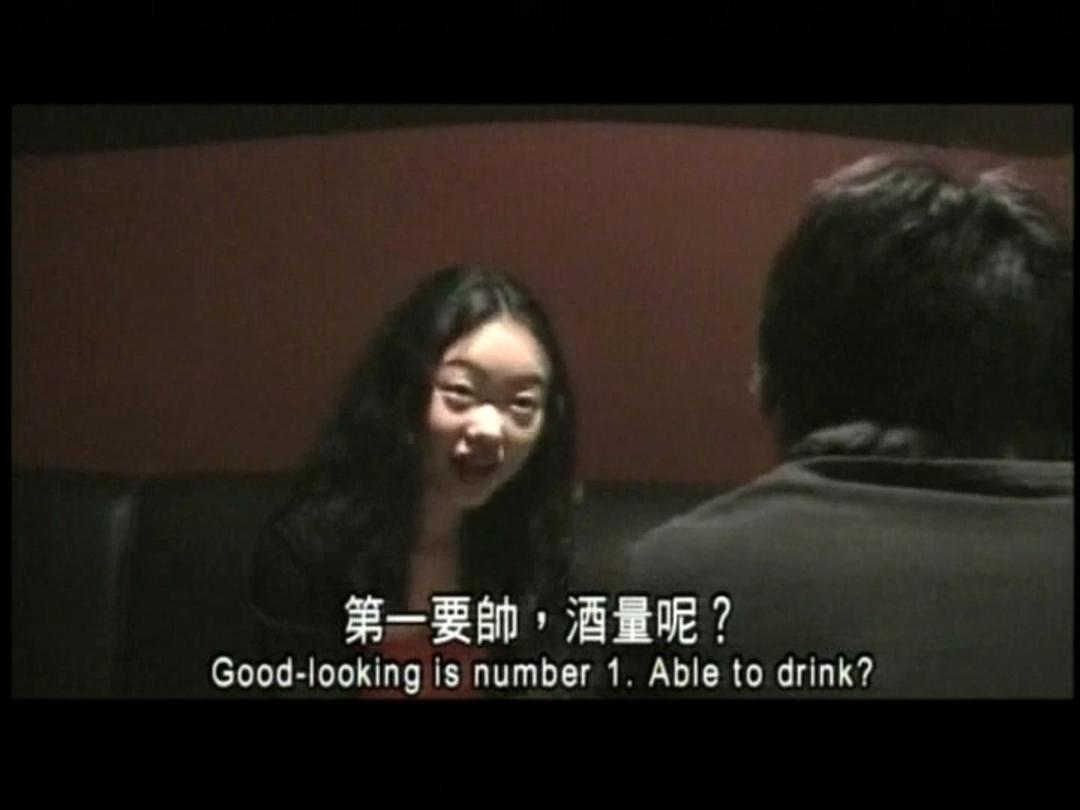 第一要帥，酒量呢？
Good-looking is number 1. Able to drink?